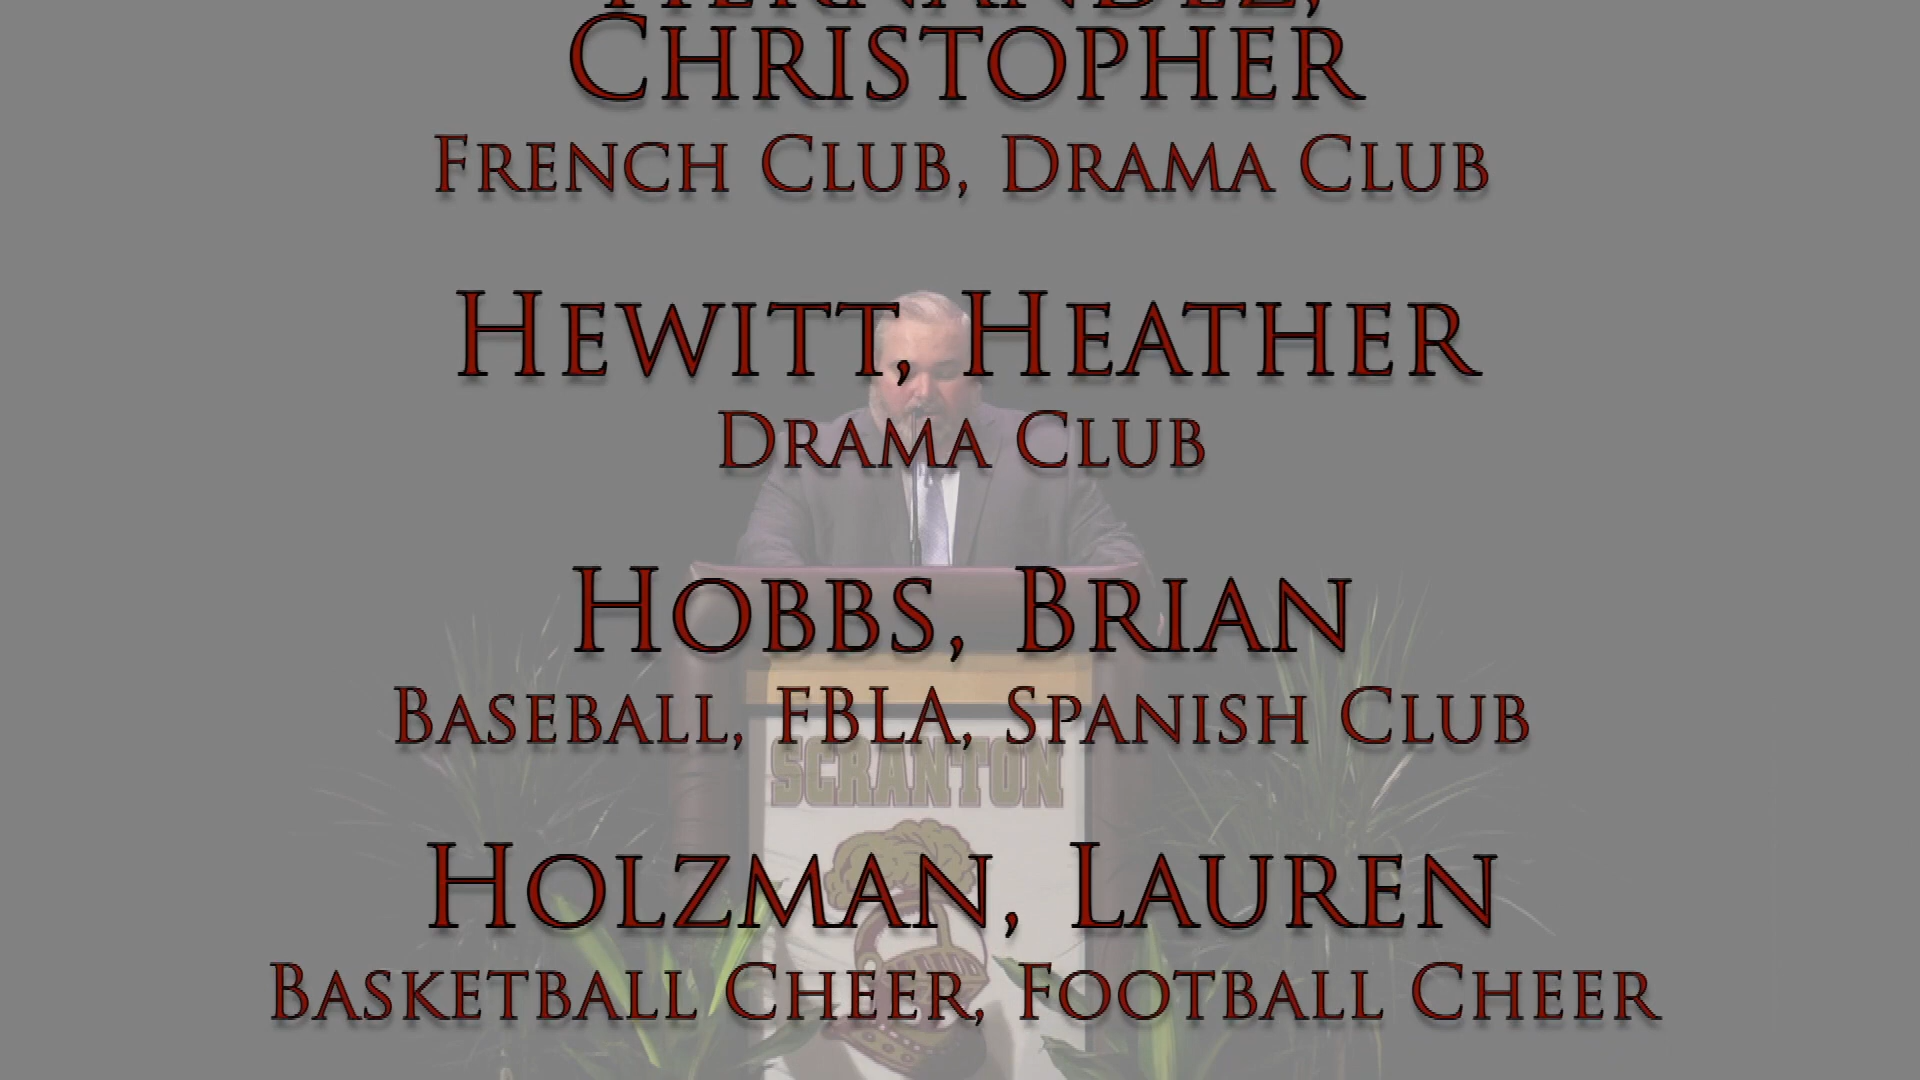 HERNANDEZ,
CHRISTOPHER
FRENCH CLUB, DRAMA CLUB
HEWITT, HEATHER
DRAMA CLUB
HOBBS, BRIAN
BASEBALL, FBLA, SPANISH CLUB
SCRANTON
HOLZMAN, LAUREN
BASKETBALL CHEER, FOOTBALL CHEER